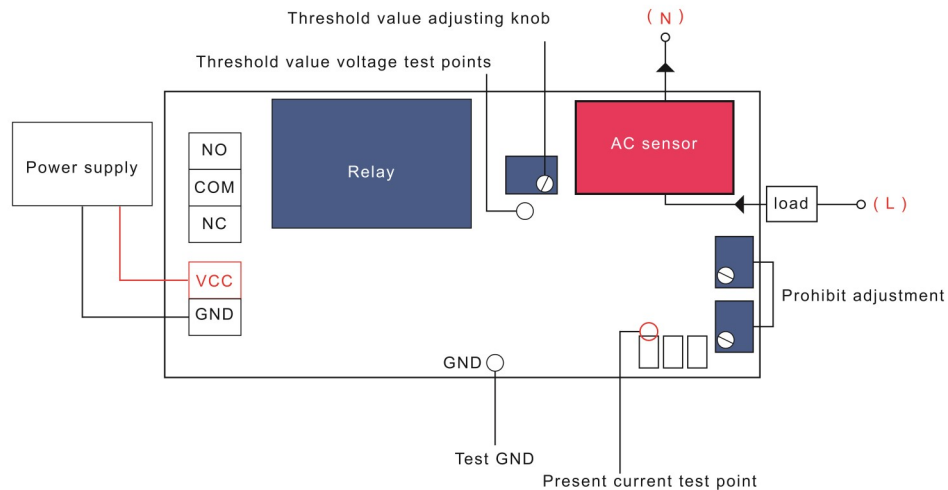 Threshold value adjusting knob
( N )
Threshold value voltage test points
Power supply
NO
COM
NC
VCC
GND
Relay
AC sensor
load
( L )
Prohibit adjustment
GND
Test GND
Present current test point